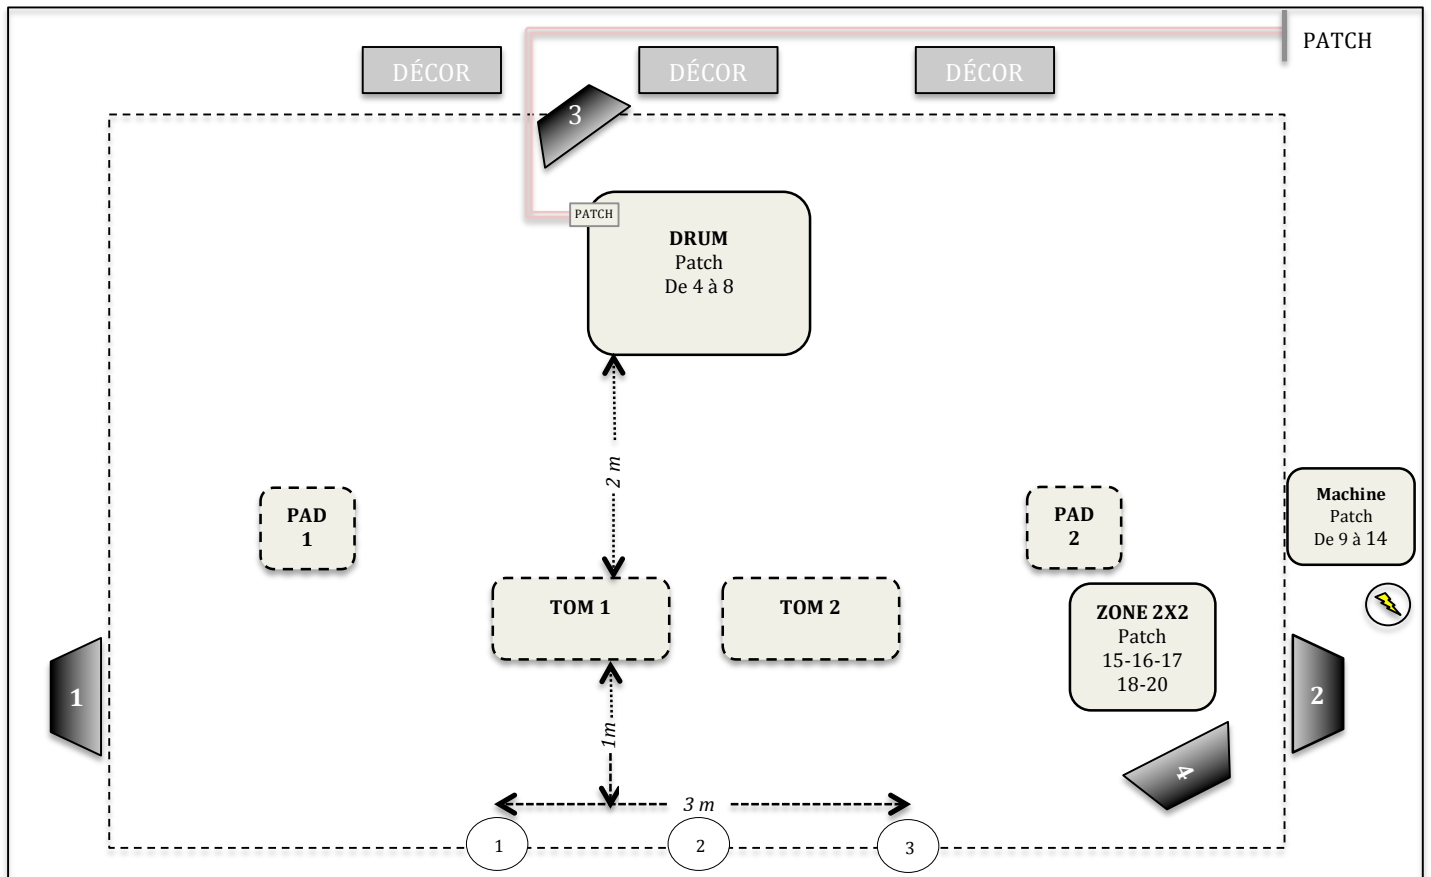 PATCH
DÉCOR
DÉCOR
DÉCOR
3
PATCH
DRUM
Patch
De 4 à 8
2 m
PAD
1
PAD
2
Machine
Patch
De 9 à 14
TOM 1
TOM 2
ZONE 2X2
Patch
15-16-17
18-20
1
2
1m
4
3 m
1
2
3